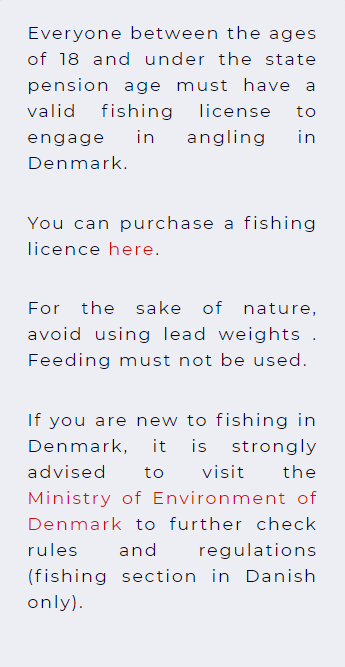 Everyone between the ages
of 18 and under the state
pension age must have a
valid fishing license to
engage in angling in
Denmark.
You can purchase a fishing
licence here.
For the sake of nature,
avoid using lead weights .
Feeding must not be used.
If you are new to fishing in
Denmark, it is strongly
advised to visit the
Ministry of Environment of
Denmark to further check
rules and regulations
(fishing section in Danish
only).